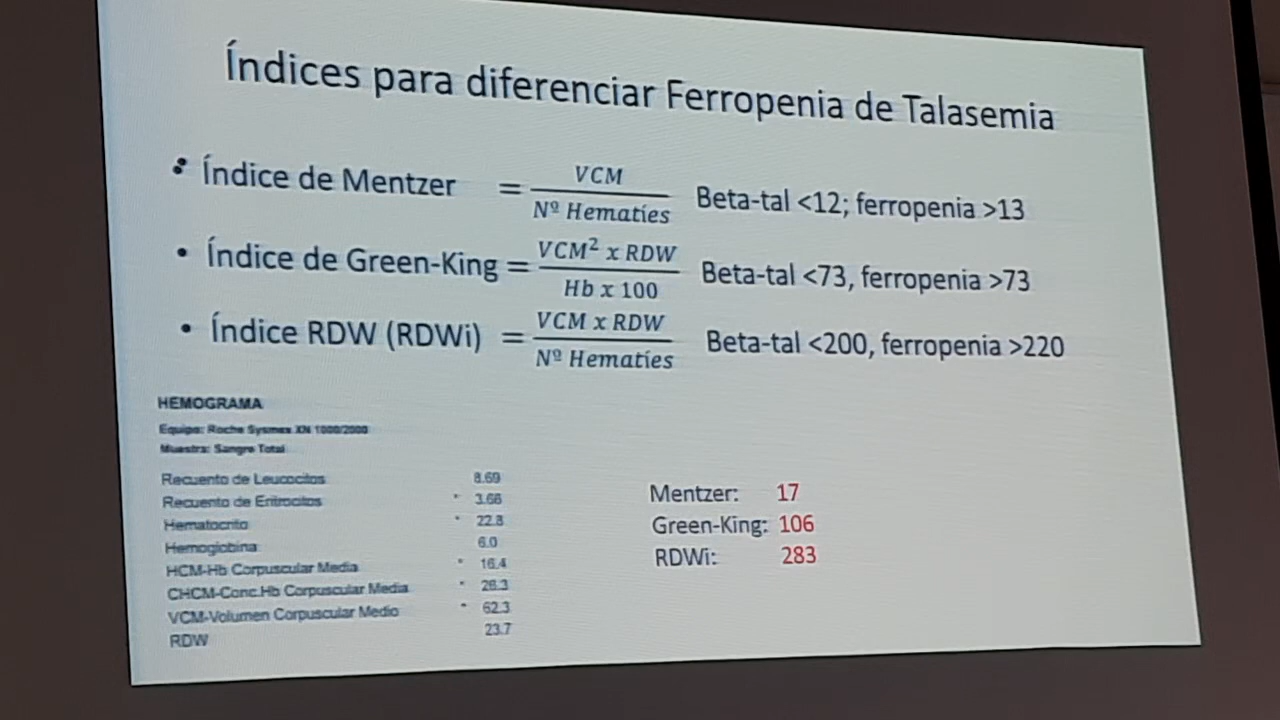 Índices para diferenciar Ferropenia de Talasemia
• Índice de Mentzer = VCM / Nº Hematíes Beta-tal <12; ferropenia >13
• Índice de Green-King = VCM² x RDW / Hb x 100 Beta-tal <73, ferropenia >73
• Índice RDW (RDWi) = VCM x RDW / Nº Hematíes Beta-tal <200, ferropenia >220
HEMOGRAMA
Equipo: Roche Sysmex XN 1000/2000
Muestra: Sangre Total
Recuento de Leucocitos 8.69
Recuento de Eritrocitos * 3.66
Hematocrito * 22.8
Hemoglobina 6.0
HCM-Hb Corpuscular Media * 16.4
CHCM-Conc.Hb Corpuscular Media * 26.3
VCM-Volumen Corpuscular Medio * 62.3
RDW 23.7
Mentzer: 17
Green-King: 106
RDWi: 283